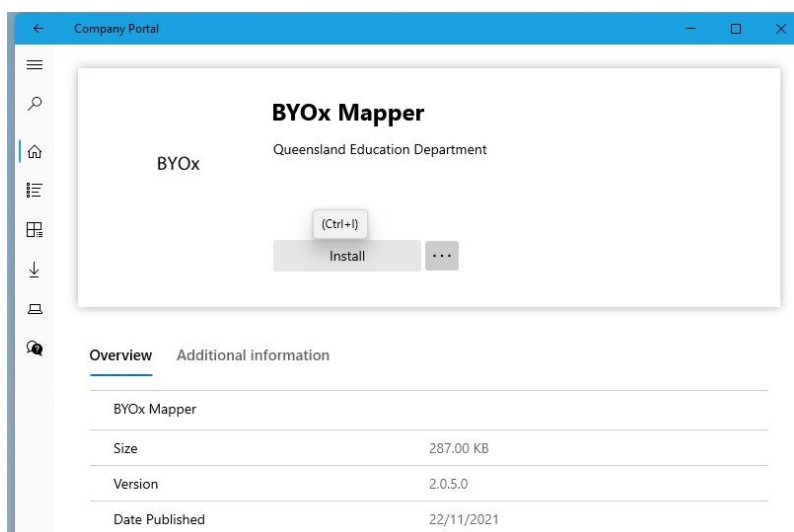 Company Portal
BYOx Mapper
Queensland Education Department
BYOx
(Ctrl+I)
Install
Overview Additional information
BYOx Mapper
Size 287.00 KB
Version 2.0.5.0
Date Published 22/11/2021